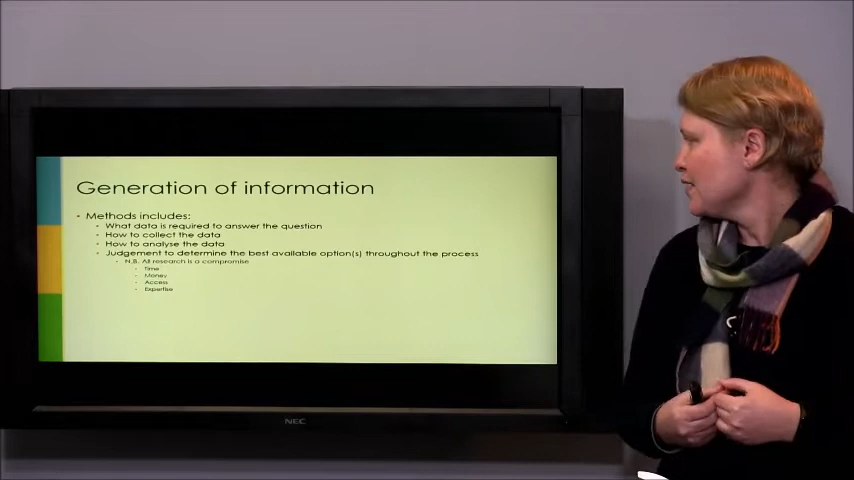 Generation of information
Methods includes:
What data is required to answer the question
How to collect the data
How to analyse the data
Judgement to determine the best available option(s) throughout the process
N.B. All research is a compromise
Time
Money
Access
Expertise
NEC